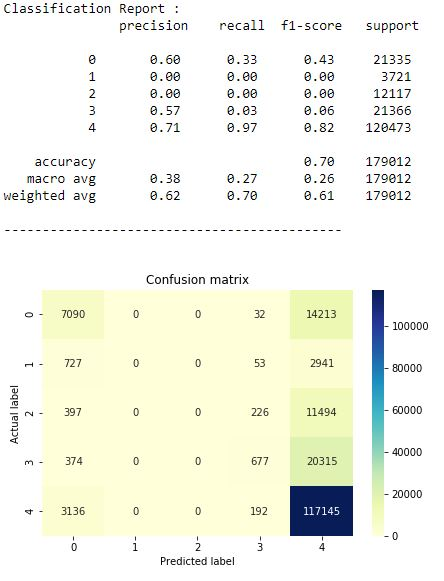 Classification Report :
precision recall f1-score support
0 0.60 0.33 0.43 21335
1 0.00 0.00 0.00 3721
2 0.00 0.00 0.00 12117
3 0.57 0.03 0.06 21366
4 0.71 0.97 0.82 120473
accuracy 0.70 179012
macro avg 0.38 0.27 0.26 179012
weighted avg 0.62 0.70 0.61 179012
-------------------------------------------
Confusion matrix
0 7090 0 0 32 14213
1 727 0 0 53 2941
2 397 0 0 226 11494
3 374 0 0 677 20315
4 3136 0 0 192 117145
0 1 2 3 4
Predicted label
Actual label
100000
80000
60000
40000
20000
0